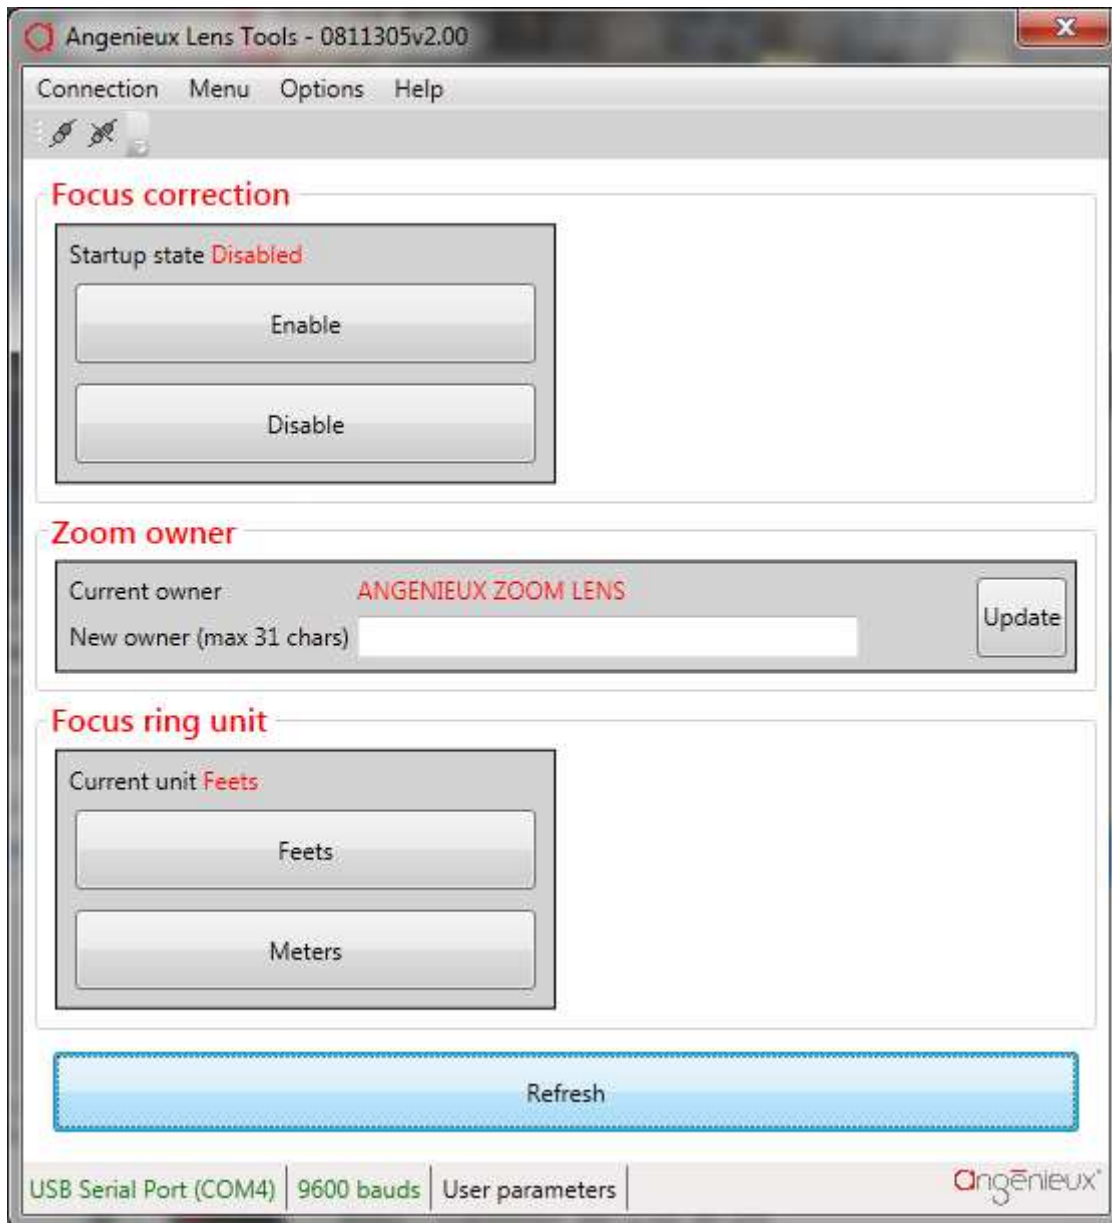 Angenieux Lens Tools - 0811305v2.00
Connection Menu Options Help
Focus correction
Startup state Disabled
Enable
Disable
Zoom owner
Current owner ANGENIEUX ZOOM LENS
New owner (max 31 chars)
Update
Focus ring unit
Current unit Feets
Feets
Meters
Refresh
USB Serial Port (COM4) 9600 bauds User parameters
angēnieux